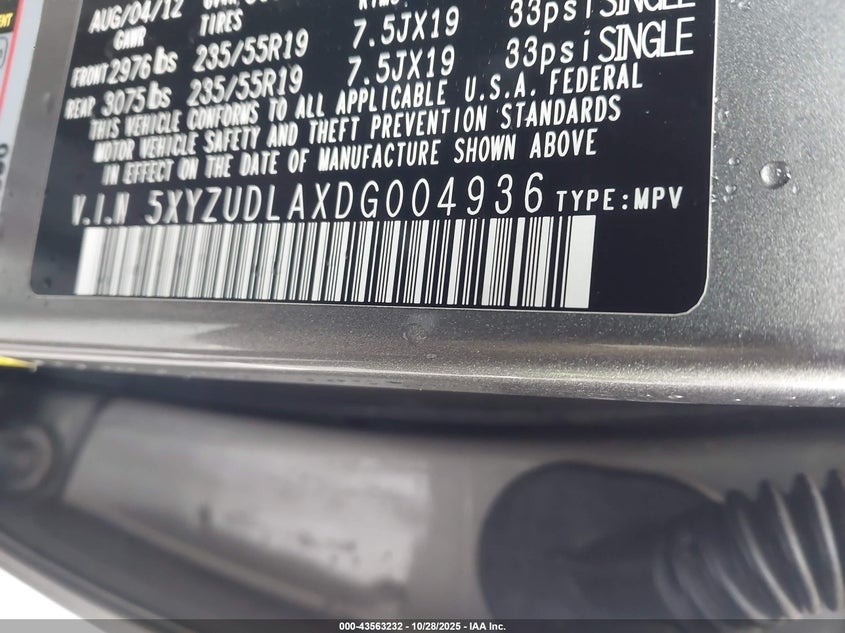 AUG/04/12
GAWR TIRES
FRONT 2976 lbs 235/55R19 7.5JX19 33psi SINGLE
REAR 3075 lbs 235/55R19 7.5JX19 33psi SINGLE
THIS VEHICLE CONFORMS TO ALL APPLICABLE U.S.A. FEDERAL
MOTOR VEHICLE SAFETY AND THEFT PREVENTION STANDARDS
IN EFFECT ON THE DATE OF MANUFACTURE SHOWN ABOVE
V.I.N 5XYZUDLAXDG004936 TYPE:MPV
000-43563232 - 10/28/2025 - IAA Inc.